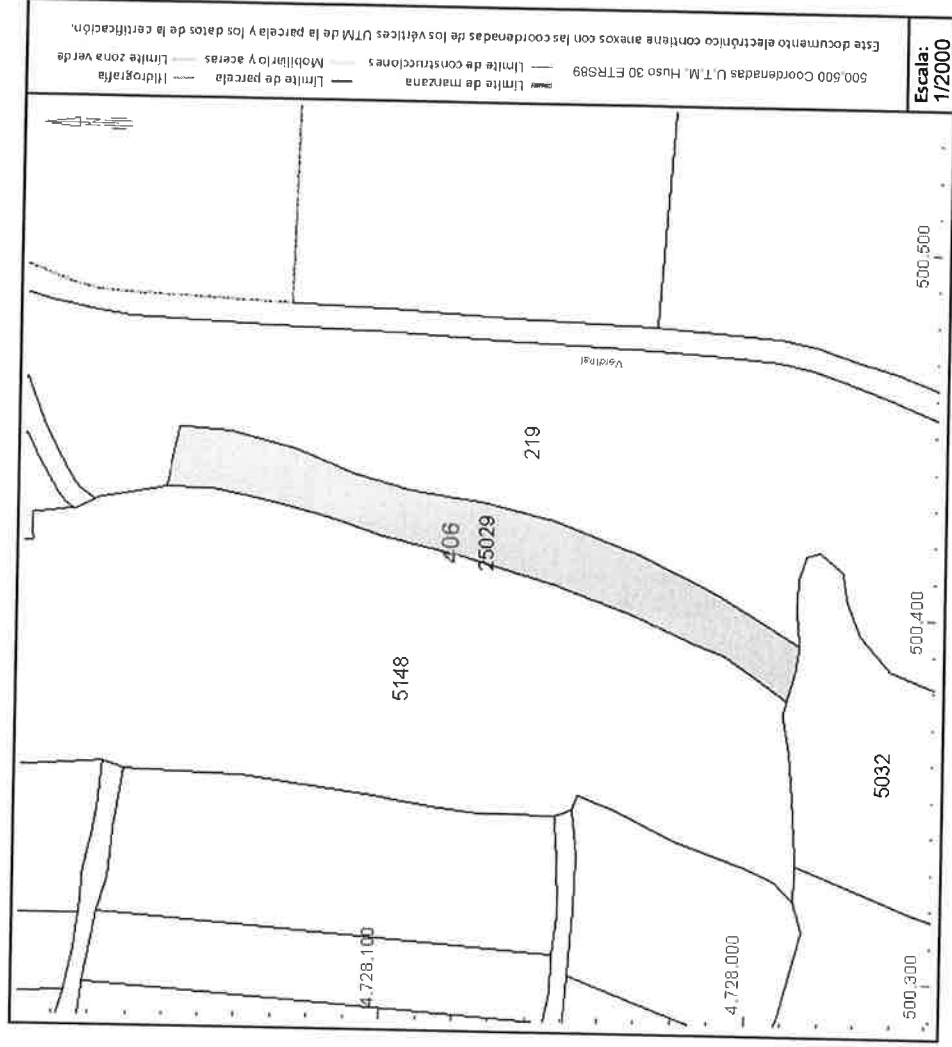 5148
406
25029
219
Verdinal
4.728.100
4.728.000
5032
500.300
500.400
500.500
Límite de manzana
Límite de parcela
Límite de construcciones
Mobiliario y aceras
Límite zona verde
Hidrografía
500,500 Coordenadas U.T.M. Huso 30 ETRS89
Este documento electrónico contiene anexos con las coordenadas de los vértices UTM de la parcela y los datos de la certificación.
Escala:
1/2000